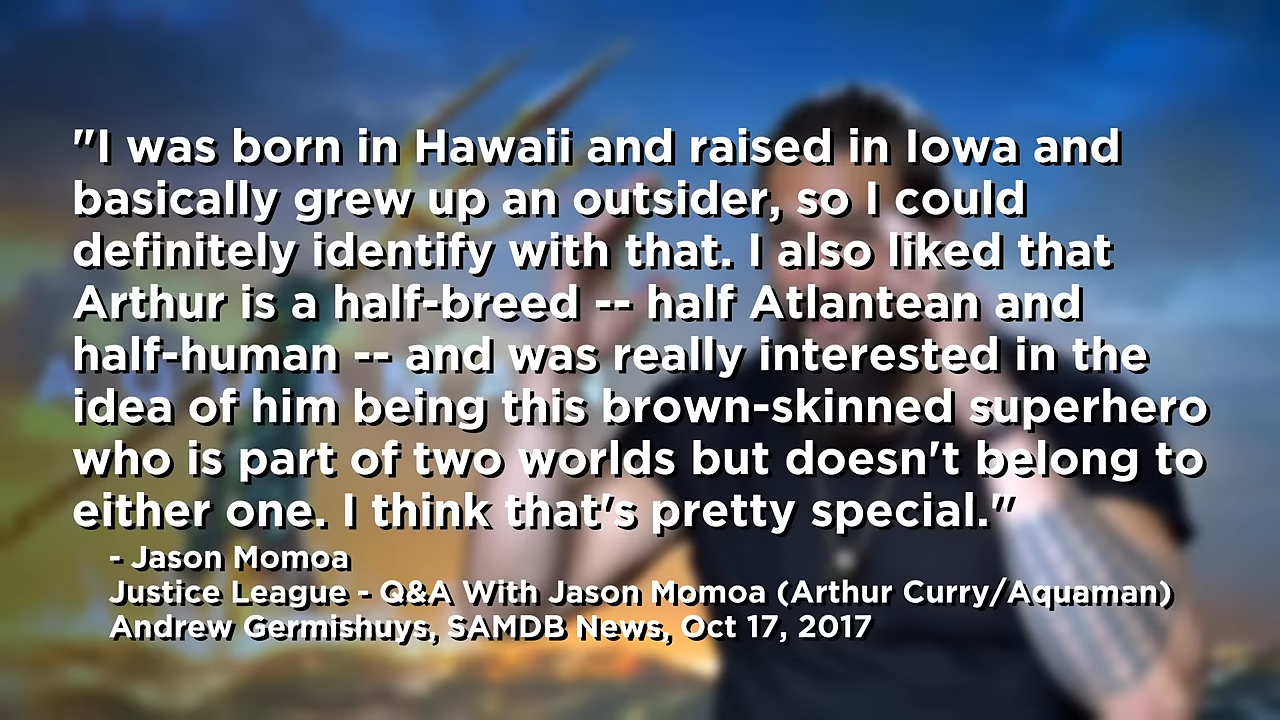 "I was born in Hawaii and raised in Iowa and
basically grew up an outsider, so I could
definitely identify with that. I also liked that
Arthur is a half-breed -- half Atlantean and
half-human -- and was really interested in the
idea of him being this brown-skinned superhero
who is part of two worlds but doesn't belong to
either one. I think that's pretty special."
- Jason Momoa
Justice League - Q&A With Jason Momoa (Arthur Curry/Aquaman)
Andrew Germishuys, SAMDB News, Oct 17, 2017